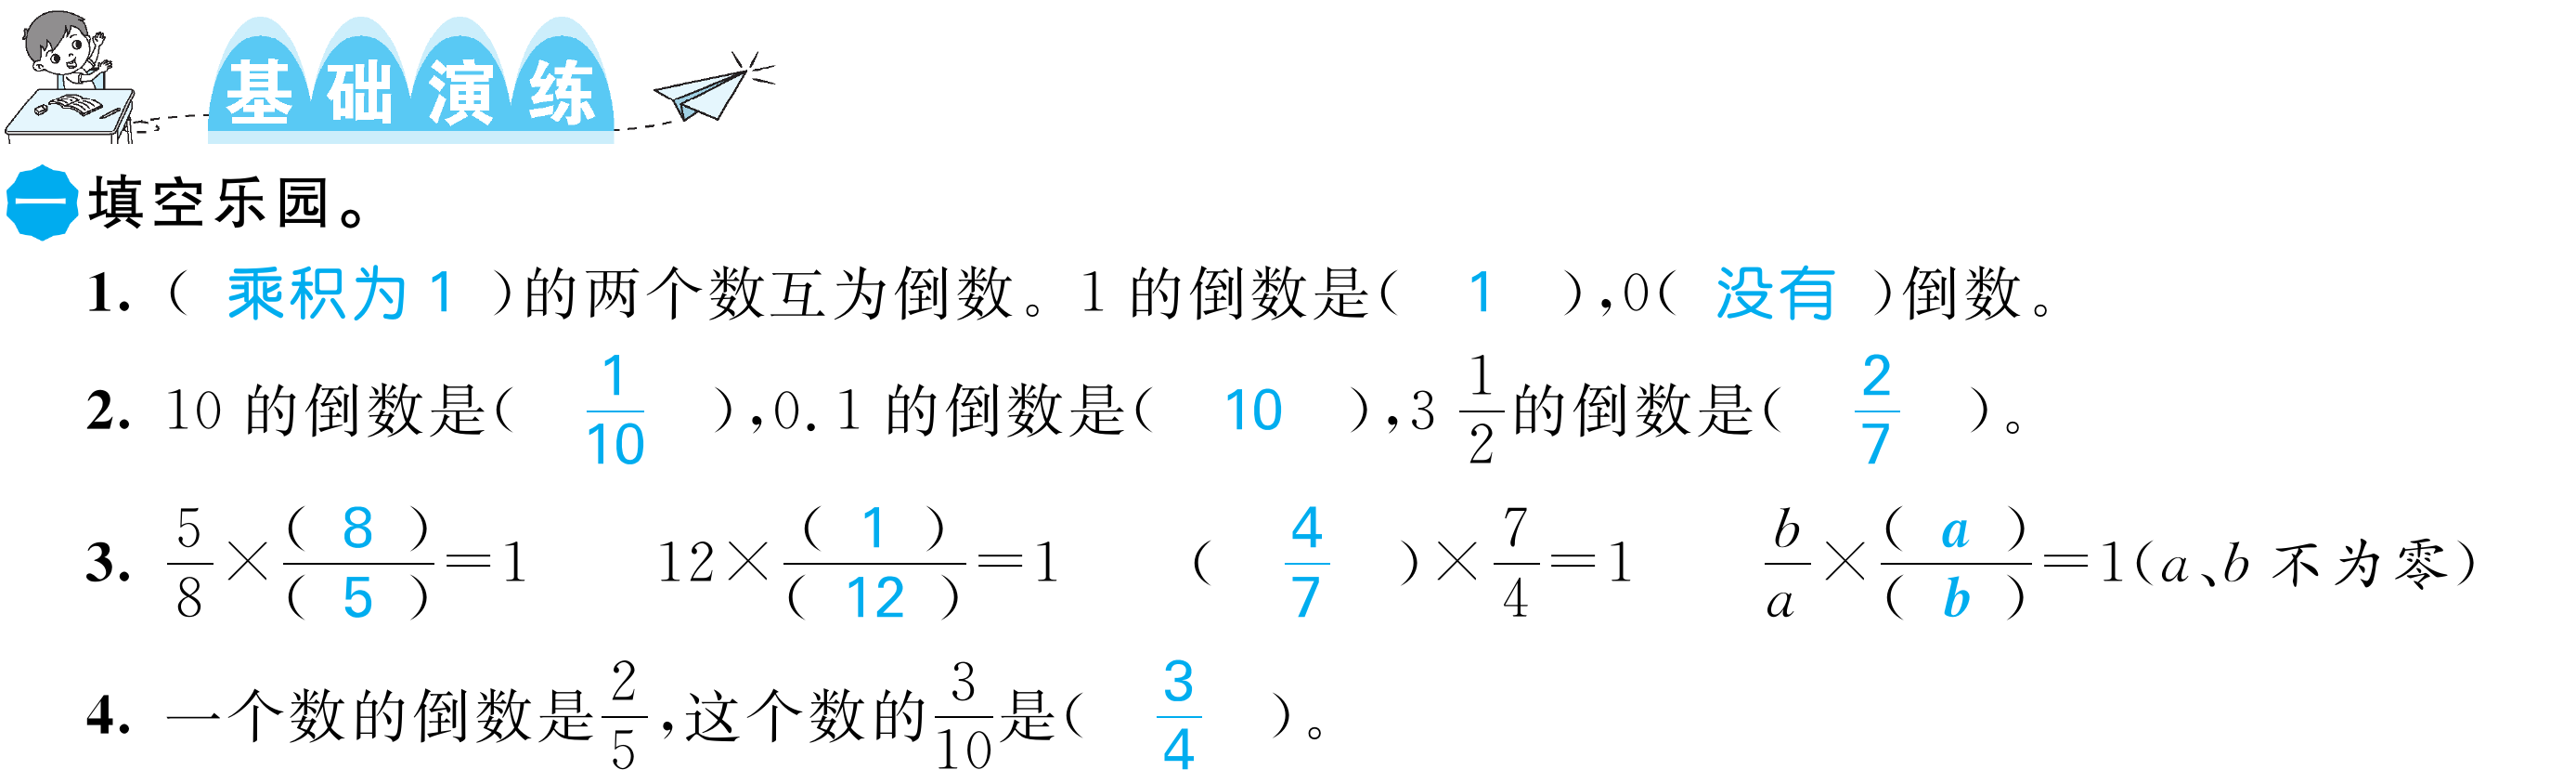 基础演练
一 填空乐园。
1. ( 乘积为1 )的两个数互为倒数。1 的倒数是( 1 ),0( 没有 )倒数。
2. 10 的倒数是( 1/10 ),0.1 的倒数是( 10 ),3 1/2 的倒数是( 2/7 )。
3. 5/8×( 8 )/( 5 )=1 12×( 1 )/( 12 )=1 ( 4/7 )×7/4=1 b/a×( a )/( b )=1(a、b 不为零)
4. 一个数的倒数是2/5,这个数的3/10是( 3/4 )。